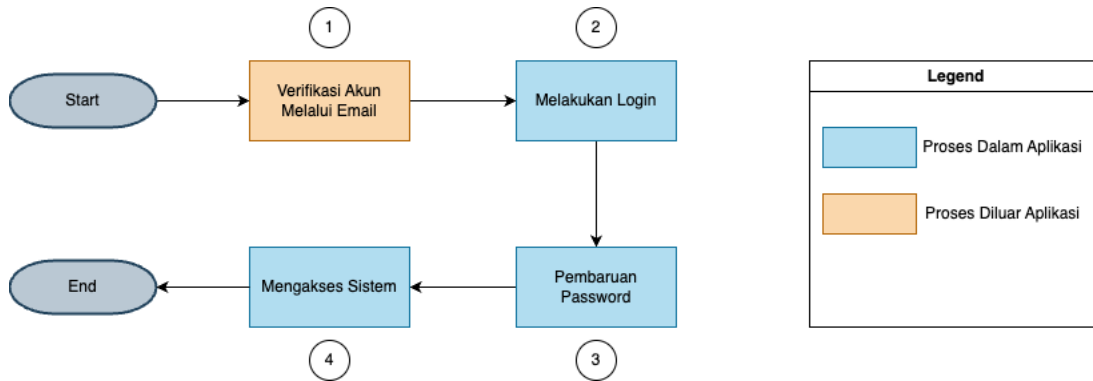 1
2
Start
Verifikasi Akun
Melalui Email
Melakukan Login
End
Mengakses Sistem
Pembaruan
Password
4
3
Legend
Proses Dalam Aplikasi
Proses Diluar Aplikasi